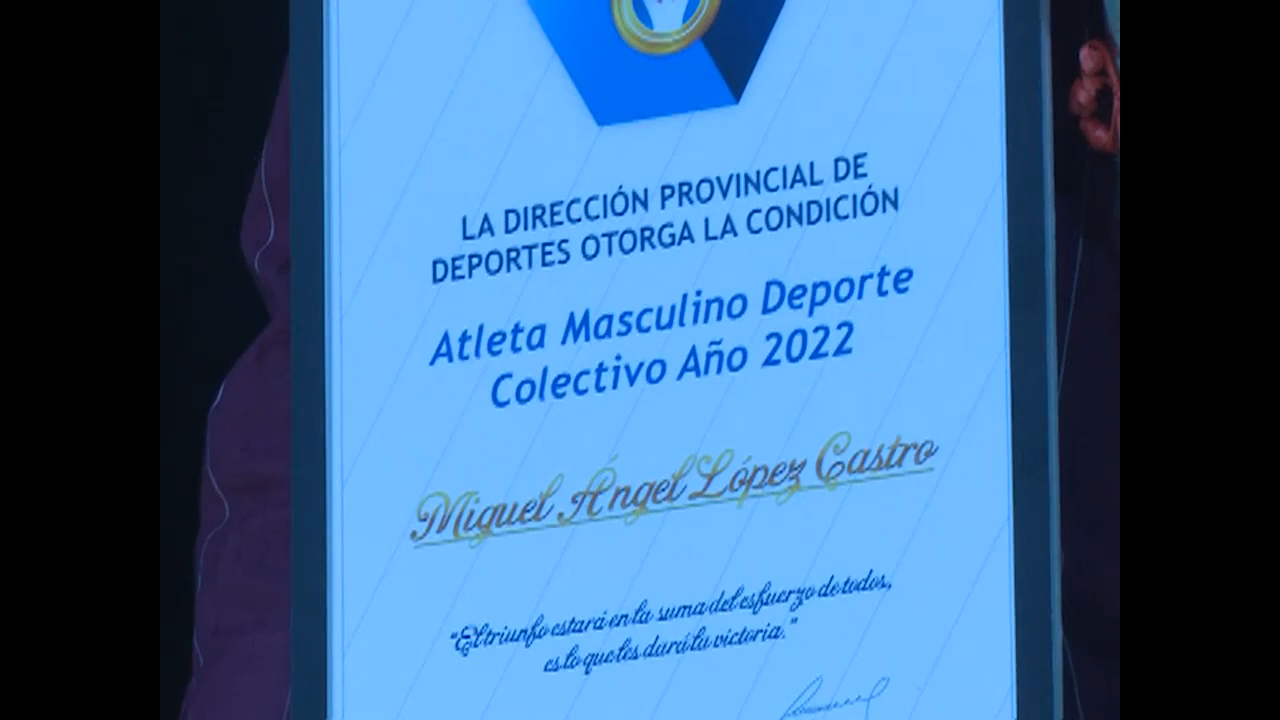 LA DIRECCIÓN PROVINCIAL DE
DEPORTES OTORGA LA CONDICIÓN
Atleta Masculino Deporte
Colectivo Año 2022
Miguel Ángel López Castro
“El triunfo estará en la suma del esfuerzo de todos,
es lo que les dará la victoria.”